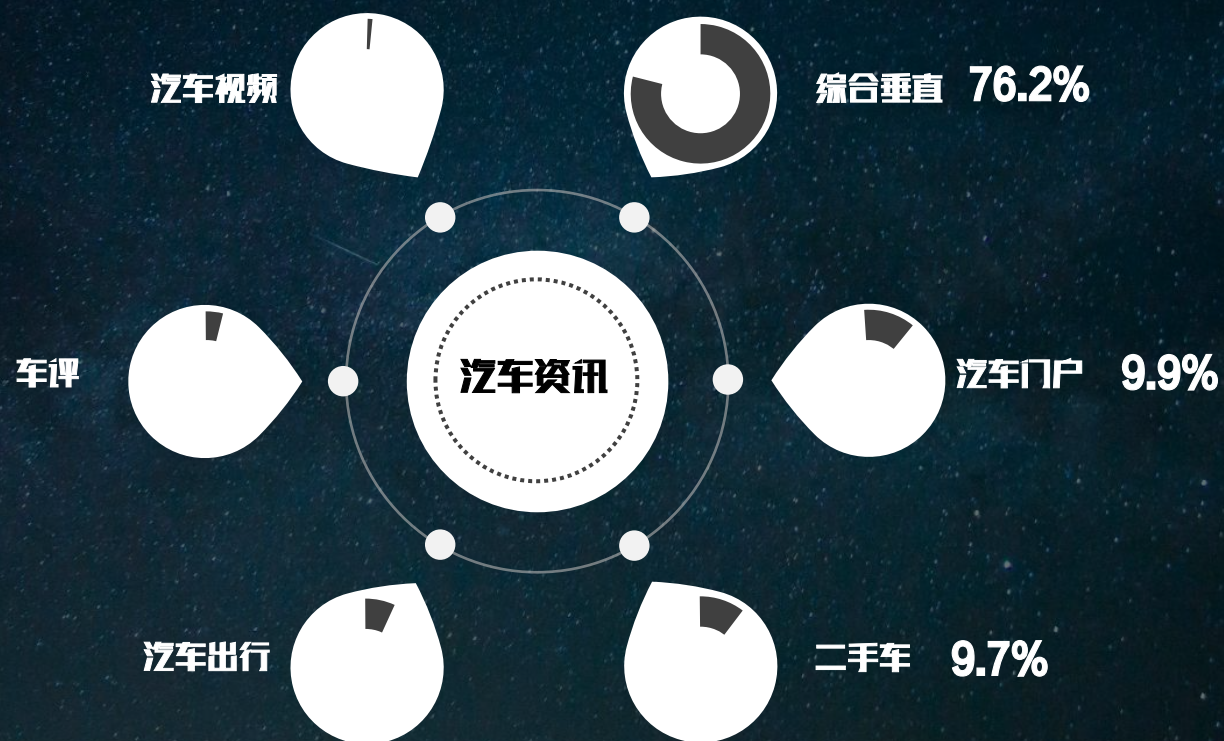 汽车视频
综合垂直 76.2%
车评
汽车资讯
汽车门户 9.9%
汽车出行
二手车 9.7%